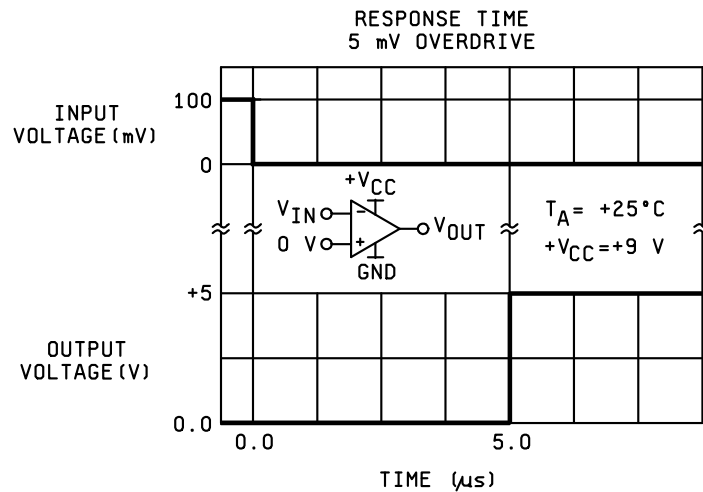 RESPONSE TIME
5 mV OVERDRIVE
INPUT
VOLTAGE(mV)
100
0
+VCC
VIN
-
0 V
+
VOUT
GND
TA= +25°C
+VCC=+9 V
+5
OUTPUT
VOLTAGE(V)
0.0
0.0
5.0
TIME (μs)